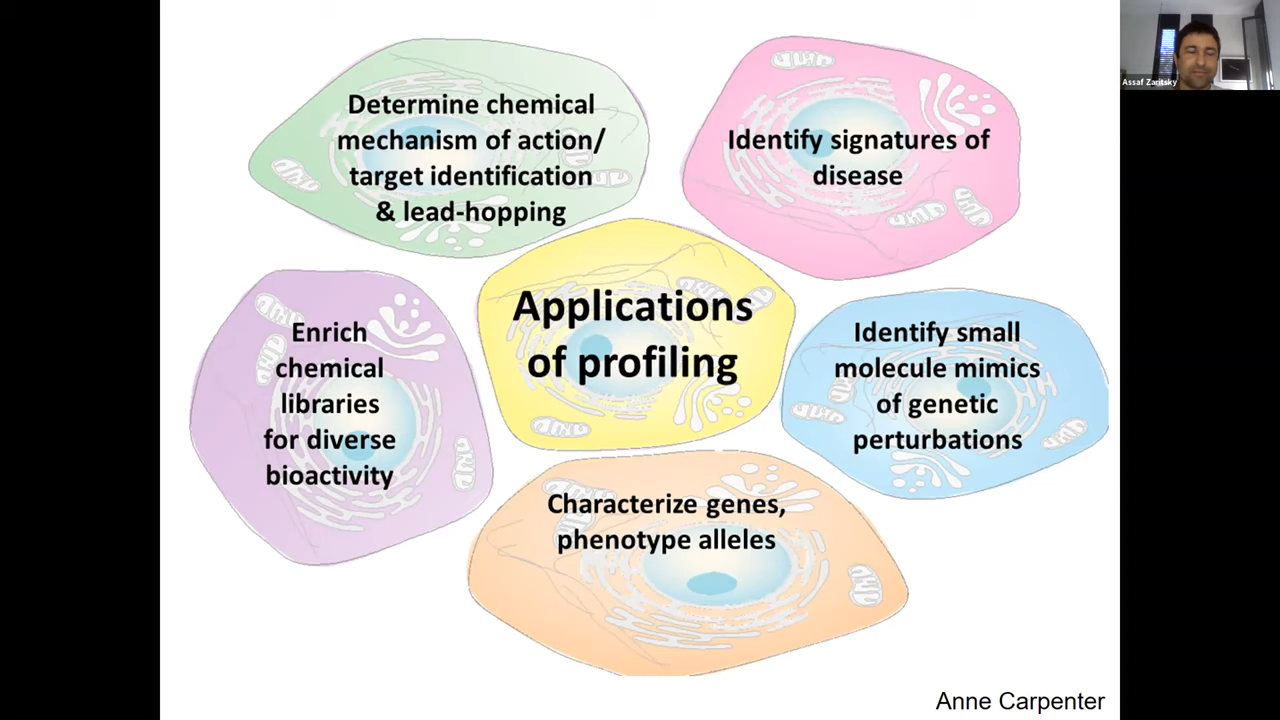 Determine chemical
mechanism of action/
target identification
& lead-hopping
Identify signatures of
disease
Applications
of profiling
Enrich
chemical
libraries
for diverse
bioactivity
Identify small
molecule mimics
of genetic
perturbations
Characterize genes,
phenotype alleles
Anne Carpenter
Assaf Zaritsky